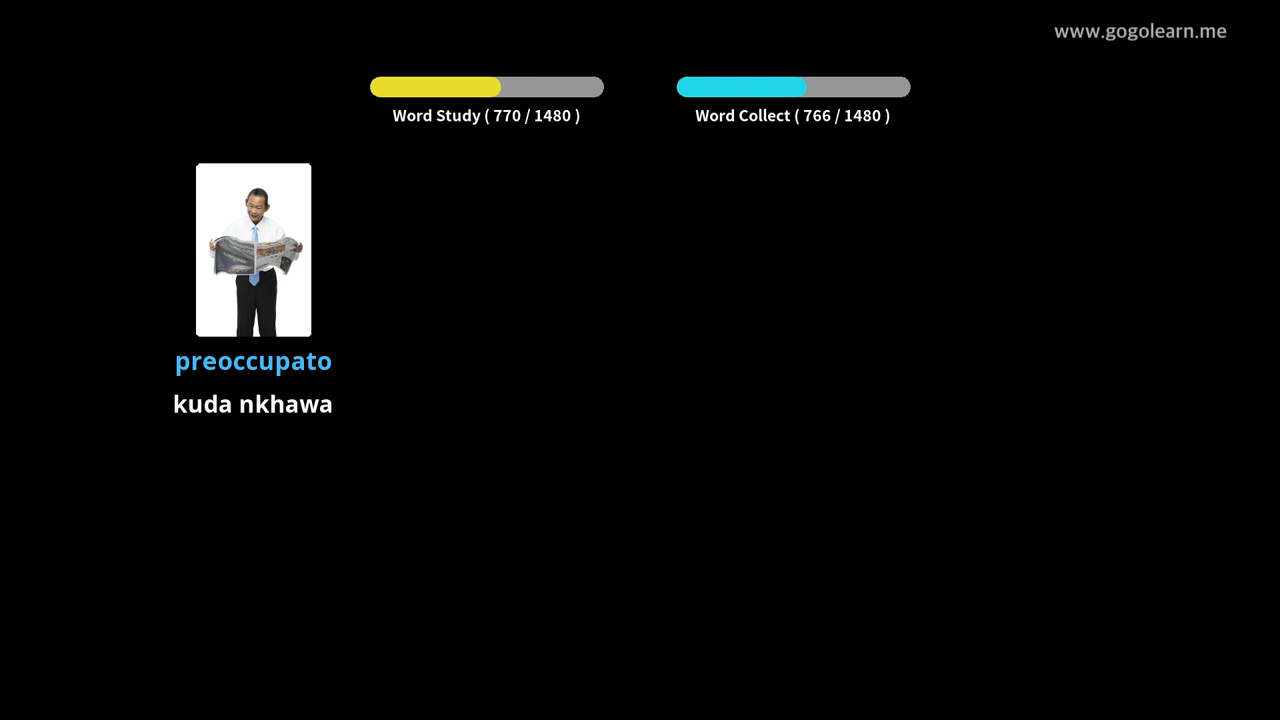 www.gogolearn.me
Word Study ( 770 / 1480 )
Word Collect ( 766 / 1480 )
preoccupato
kuda nkhawa